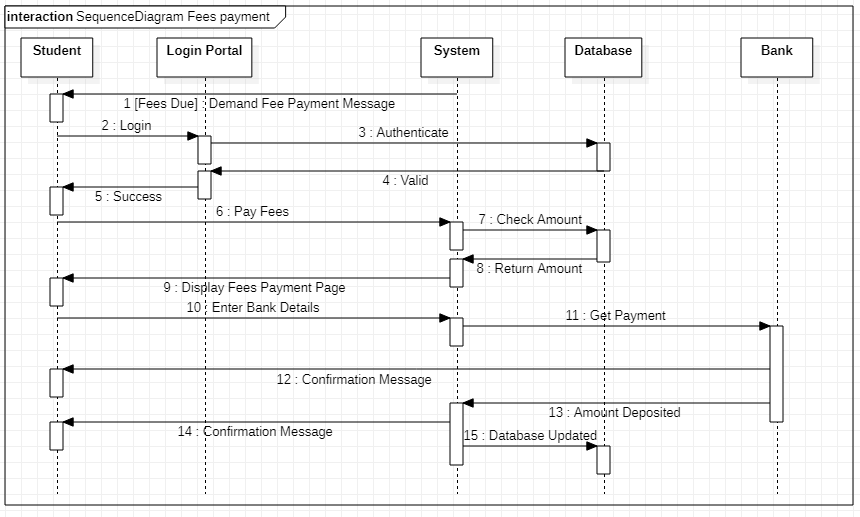 interaction SequenceDiagram Fees payment
Student
Login Portal
System
Database
Bank
1 [Fees Due] : Demand Fee Payment Message
2 : Login
3 : Authenticate
4 : Valid
5 : Success
6 : Pay Fees
7 : Check Amount
8 : Return Amount
9 : Display Fees Payment Page
10 : Enter Bank Details
11 : Get Payment
12 : Confirmation Message
13 : Amount Deposited
14 : Confirmation Message
15 : Database Updated